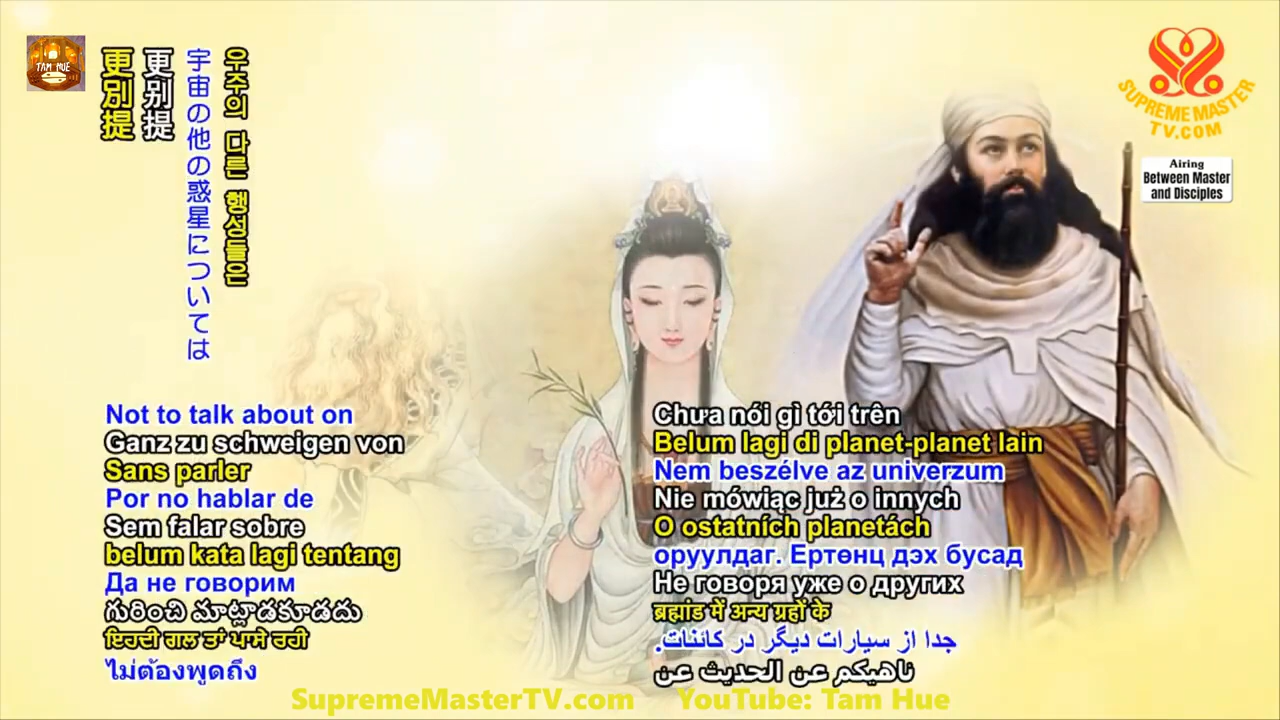 TAM HUE
更別提
更别提
宇宙の他の惑星については
우주의 다른 행성들은
SUPREME MASTER
TV.COM
Airing
Between Master
and Disciples
Not to talk about on
Ganz zu schweigen von
Sans parler
Por no hablar de
Sem falar sobre
belum kata lagi tentang
Да не говорим
గురించి మాట్లాడకూడదు
ਇਹਦੀ ਗਲ ਤਾਂ ਪਾਸੇ ਰਹੀ
ไม่ต้องพูดถึง
Chưa nói gì tới trên
Belum lagi di planet-planet lain
Nem beszélve az univerzum
Nie mówiąc już o innych
O ostatních planetách
оруулдаг. Ертөнц дэх бусад
Не говоря уже о других
ब्रह्मांड में अन्य ग्रहों के
جدا از سیارات دیگر در کائنات.
ناهيكم عن الحديث عن
SupremeMasterTV.com YouTube: Tam Hue